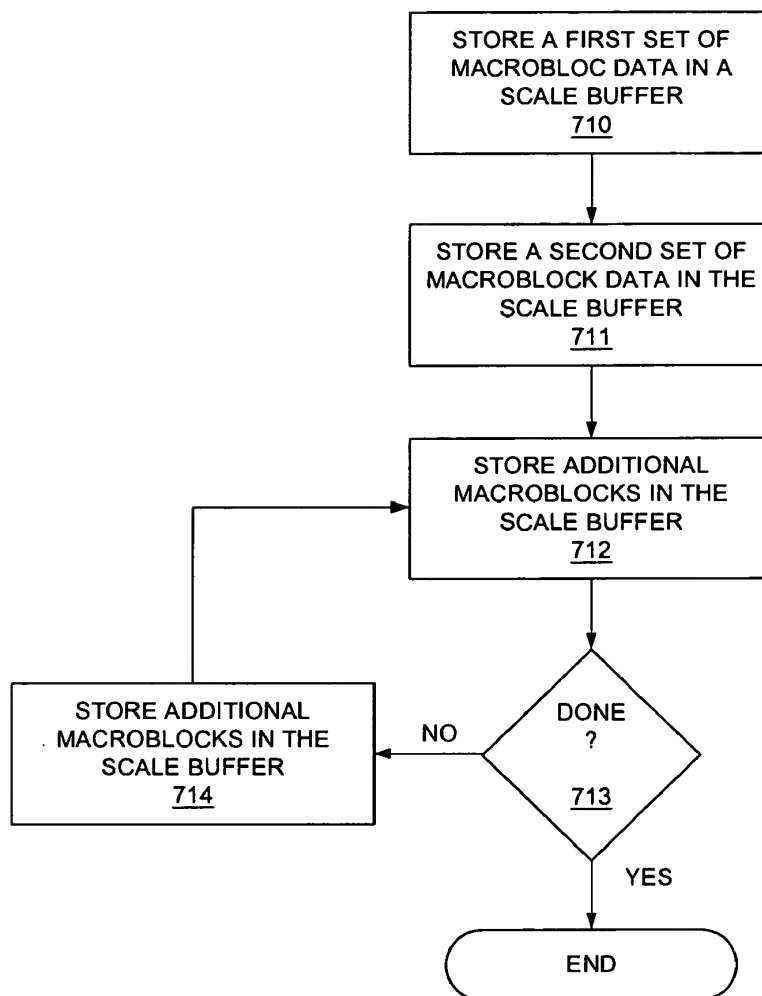 STORE A FIRST SET OF
MACROBLOC DATA IN A
SCALE BUFFER
710
STORE A SECOND SET OF
MACROBLOCK DATA IN THE
SCALE BUFFER
711
STORE ADDITIONAL
MACROBLOCKS IN THE
SCALE BUFFER
712
DONE
?
713
NO
STORE ADDITIONAL
MACROBLOCKS IN THE
SCALE BUFFER
714
YES
END